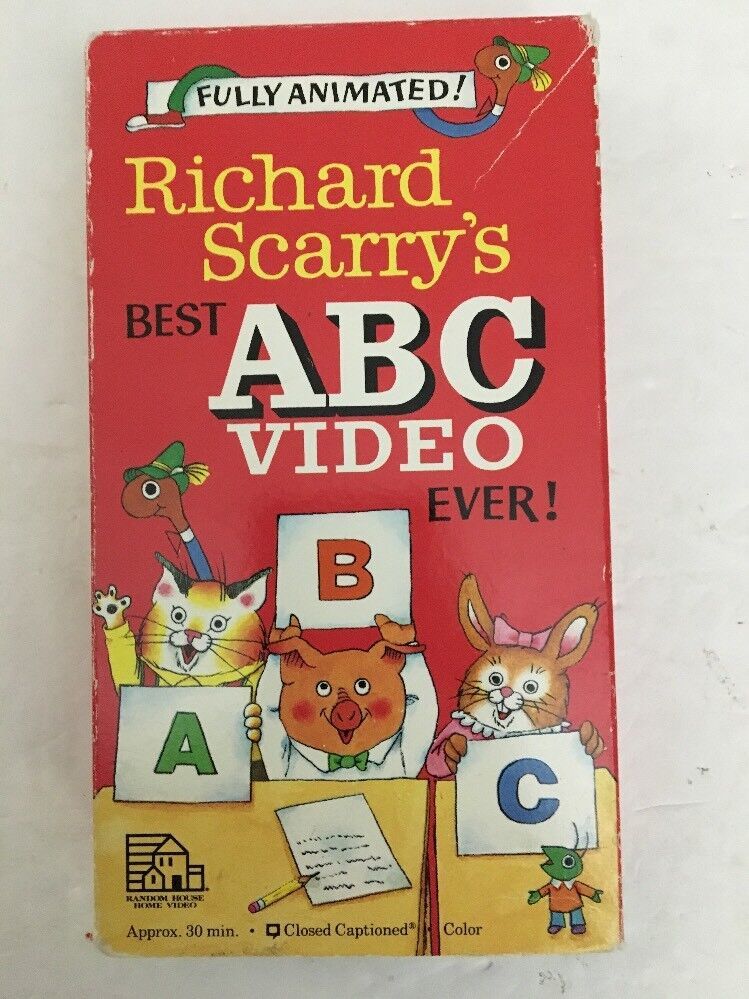 FULLY ANIMATED!
Richard
Scarry's
BEST ABC
VIDEO
EVER!
B
A
C
RANDOM HOUSE
HOME VIDEO
Approx. 30 min. • Closed Captioned® • Color